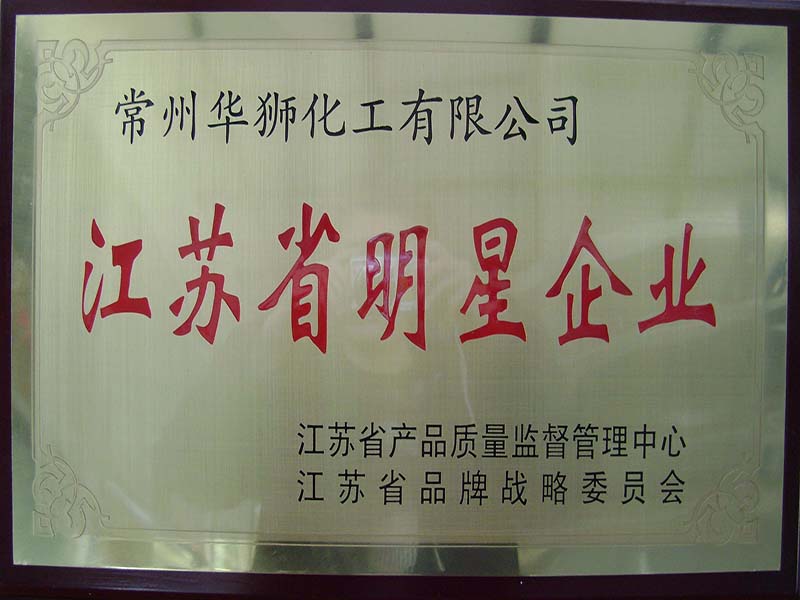 常州华狮化工有限公司
江苏省明星企业
江苏省产品质量监督管理中心
江苏省品牌战略委员会